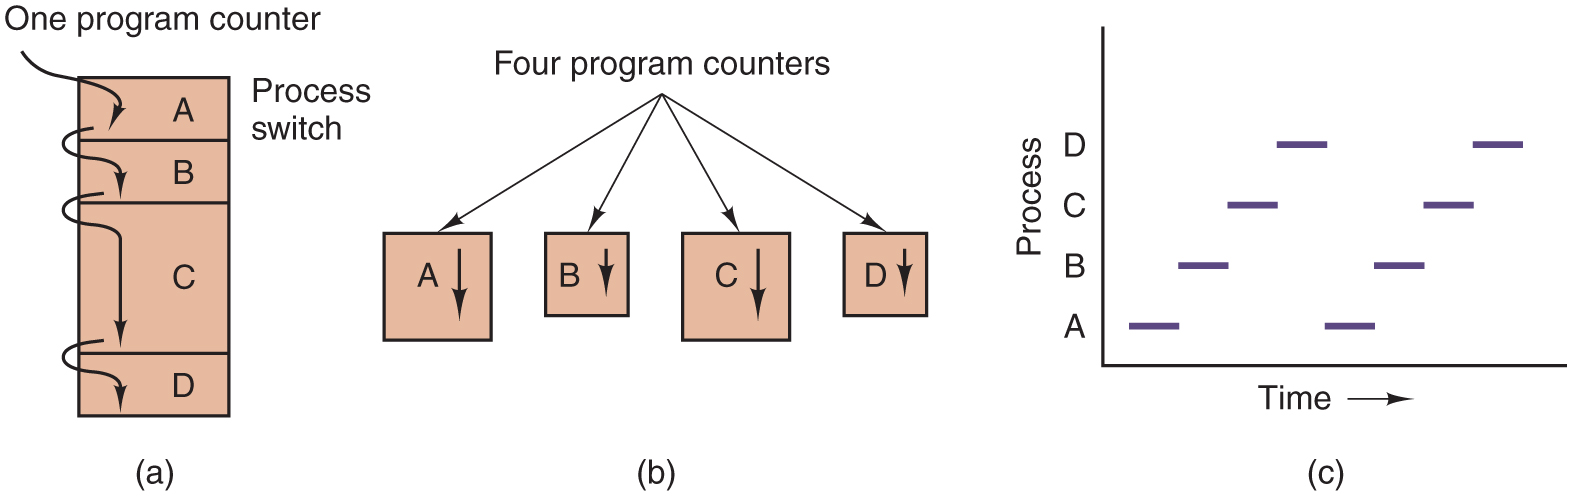 One program counter
Process
switch
A
B
C
D
(a)
Four program counters
A
B
C
D
(b)
Process
D
C
B
A
Time
(c)